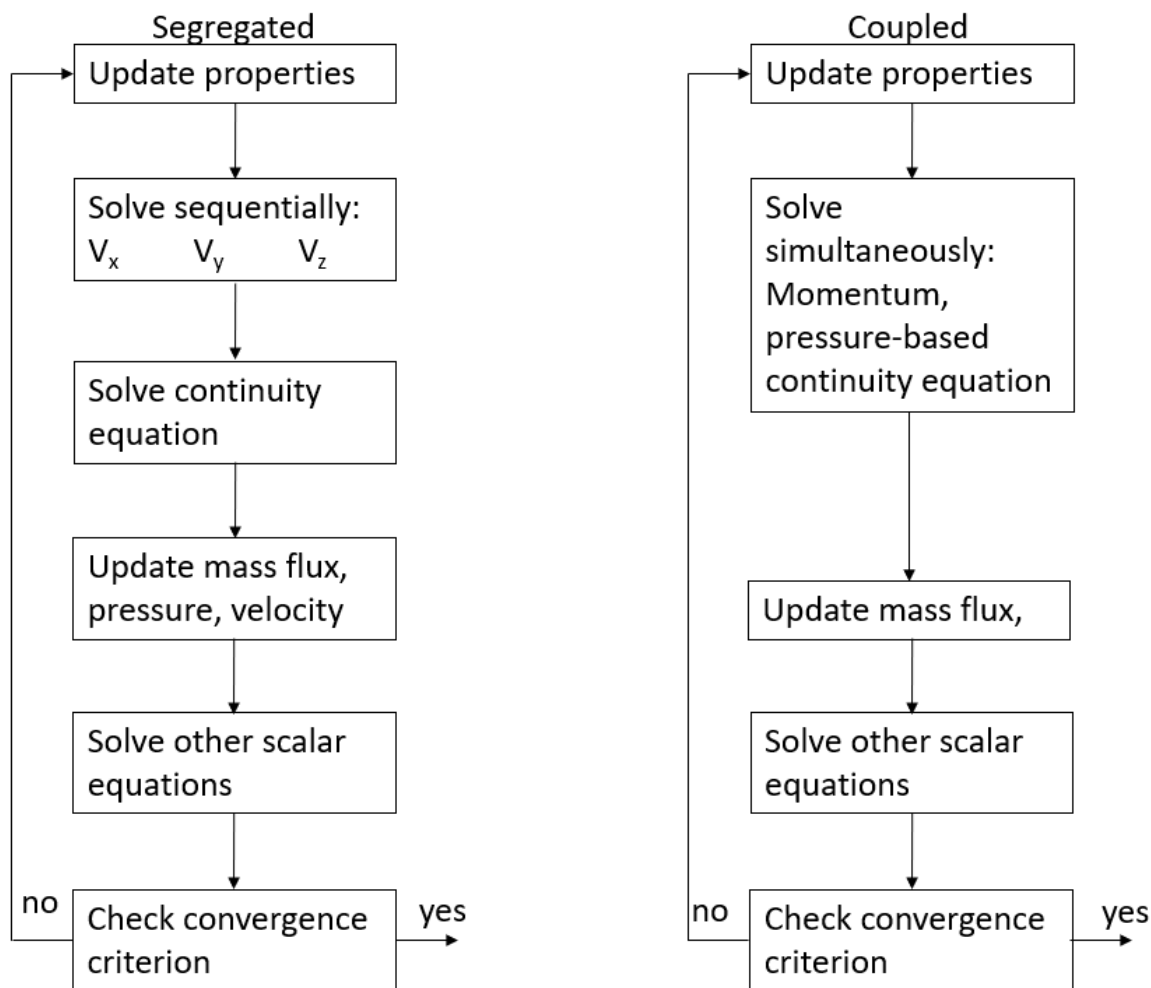 Segregated
Update properties
Solve sequentially:
Vₓ Vᵧ V_z
Solve continuity
equation
Update mass flux,
pressure, velocity
Solve other scalar
equations
no
Check convergence
criterion
yes
Coupled
Update properties
Solve
simultaneously:
Momentum,
pressure-based
continuity equation
Update mass flux,
Solve other scalar
equations
no
Check convergence
criterion
yes